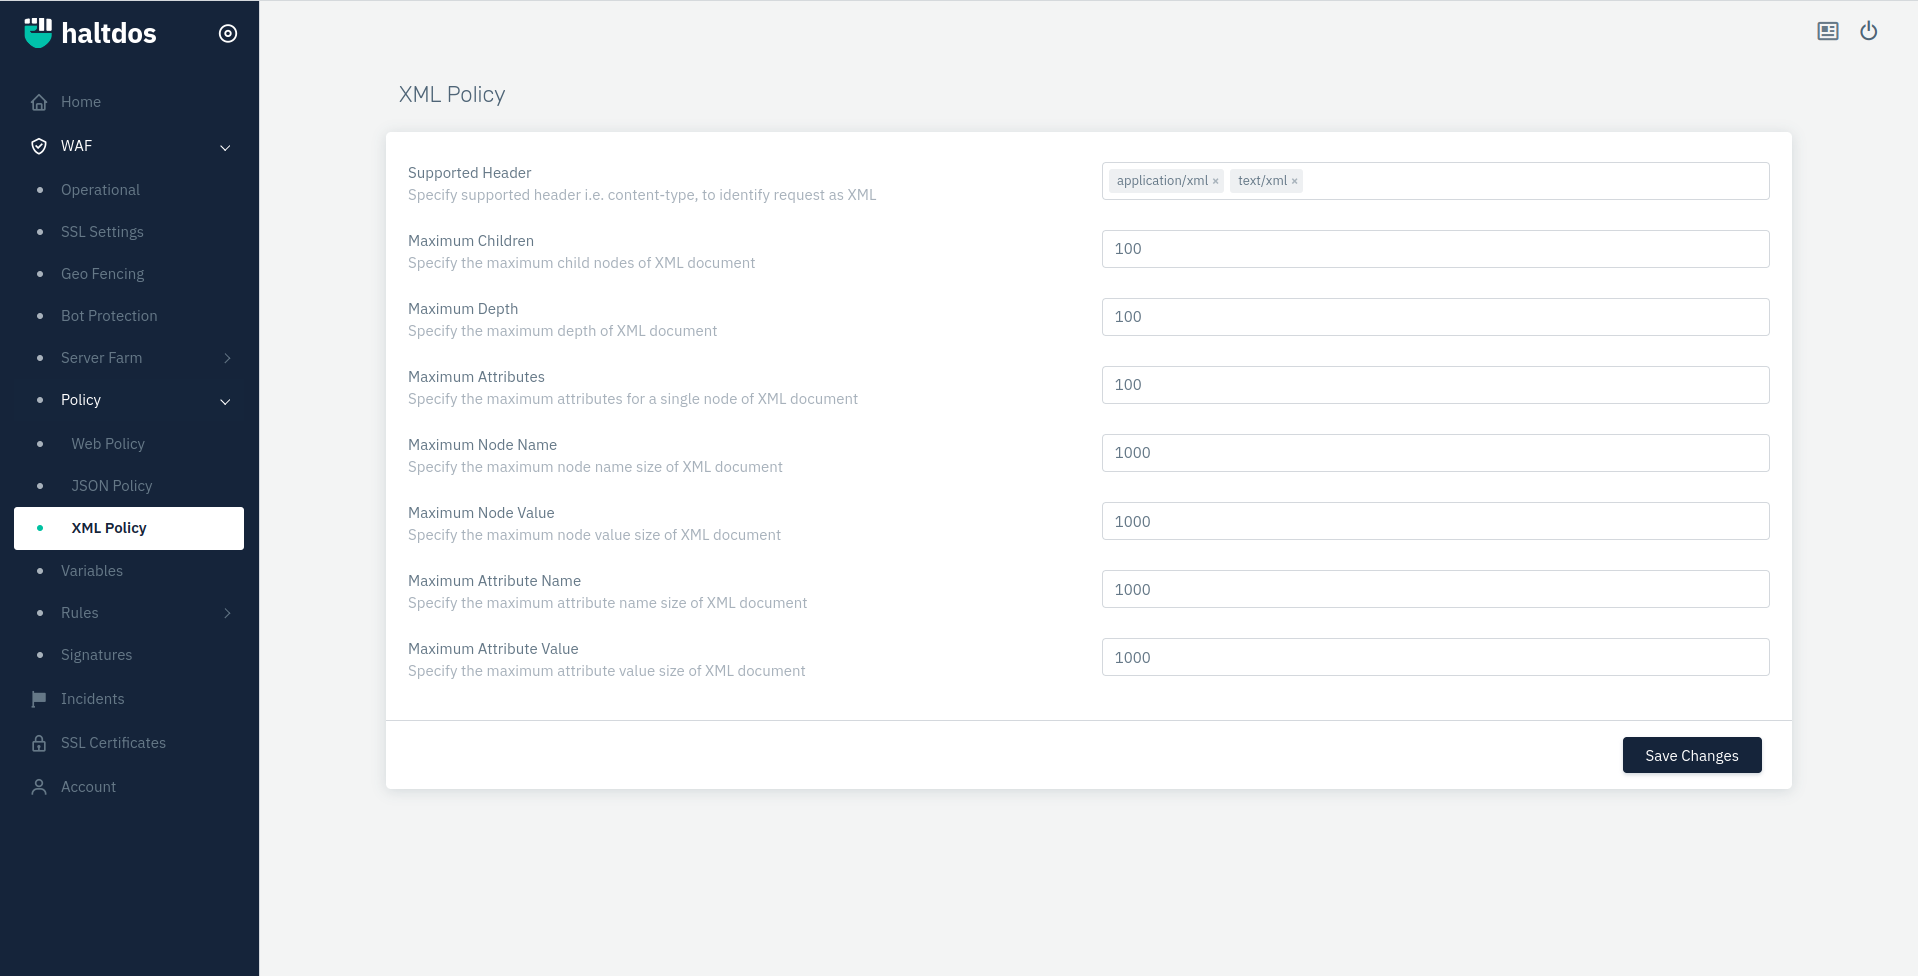 haltdos
Home
WAF
Operational
SSL Settings
Geo Fencing
Bot Protection
Server Farm
Policy
Web Policy
JSON Policy
XML Policy
Variables
Rules
Signatures
Incidents
SSL Certificates
Account
XML Policy
Supported Header
Specify supported header i.e. content-type, to identify request as XML
application/xml × text/xml ×
Maximum Children
Specify the maximum child nodes of XML document
100
Maximum Depth
Specify the maximum depth of XML document
100
Maximum Attributes
Specify the maximum attributes for a single node of XML document
100
Maximum Node Name
Specify the maximum node name size of XML document
1000
Maximum Node Value
Specify the maximum node value size of XML document
1000
Maximum Attribute Name
Specify the maximum attribute name size of XML document
1000
Maximum Attribute Value
Specify the maximum attribute value size of XML document
1000
Save Changes